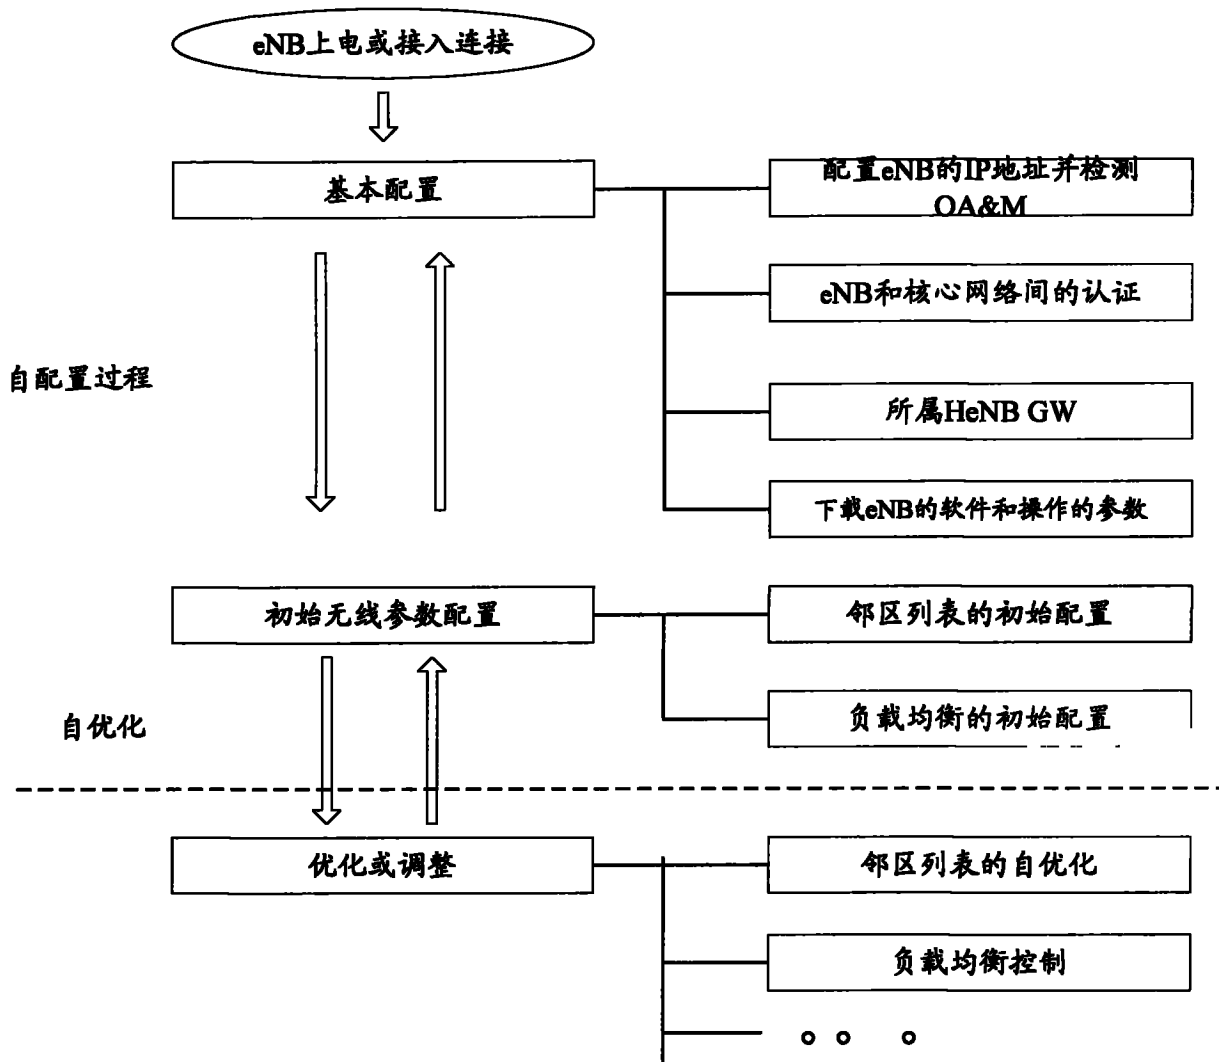 eNB上电或接入连接
基本配置
配置eNB的IP地址并检测
OA&M
eNB和核心网络间的认证
自配置过程
所属HeNB GW
下载eNB的软件和操作的参数
初始无线参数配置
邻区列表的初始配置
自优化
负载均衡的初始配置
优化或调整
邻区列表的自优化
负载均衡控制
。。 。